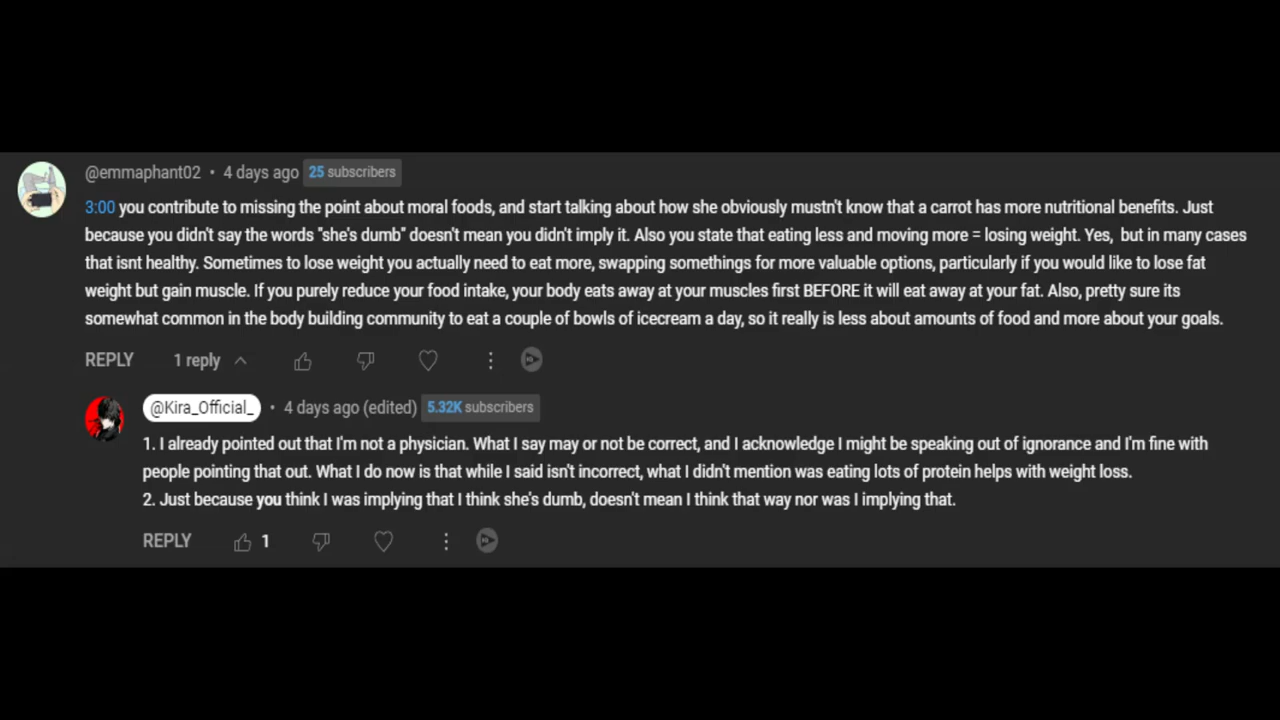 @emmaphant02 • 4 days ago 25 subscribers
3:00 you contribute to missing the point about moral foods, and start talking about how she obviously mustn't know that a carrot has more nutritional benefits. Just
because you didn't say the words "she's dumb" doesn't mean you didn't imply it. Also you state that eating less and moving more = losing weight. Yes,  but in many cases
that isnt healthy. Sometimes to lose weight you actually need to eat more, swapping somethings for more valuable options, particularly if you would like to lose fat
weight but gain muscle. If you purely reduce your food intake, your body eats away at your muscles first BEFORE it will eat away at your fat. Also, pretty sure its
somewhat common in the body building community to eat a couple of bowls of icecream a day, so it really is less about amounts of food and more about your goals.
REPLY 1 reply
@Kira_Official_ • 4 days ago (edited) 5.32K subscribers
1. I already pointed out that I'm not a physician. What I say may or not be correct, and I acknowledge I might be speaking out of ignorance and I'm fine with
people pointing that out. What I do now is that while I said isn't incorrect, what I didn't mention was eating lots of protein helps with weight loss.
2. Just because you think I was implying that I think she's dumb, doesn't mean I think that way nor was I implying that.
REPLY 1